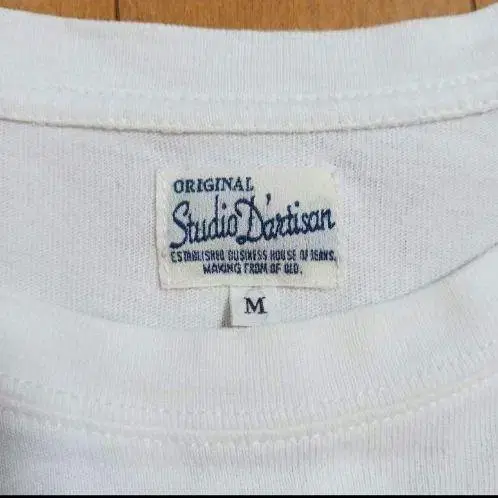 ORIGINAL
Studio D'artisan
ESTABLISHED BUSINESS HOUSE OF JEANS,
MAKING FROM OF OLD.
M